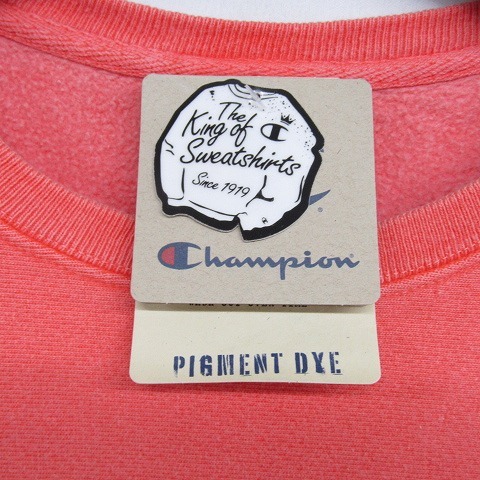 The
King of
Sweatshirts
Since 1919
Champion
PIGMENT DYE